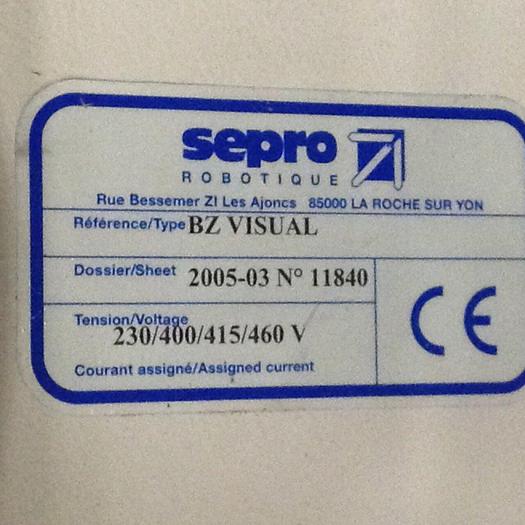 sepro
ROBOTIQUE
Rue Bessemer ZI Les Ajoncs 85000 LA ROCHE SUR YON
Référence/Type BZ VISUAL
Dossier/Sheet 2005-03 N° 11840
Tension/Voltage
230/400/415/460 V
Courant assigné/Assigned current
CE